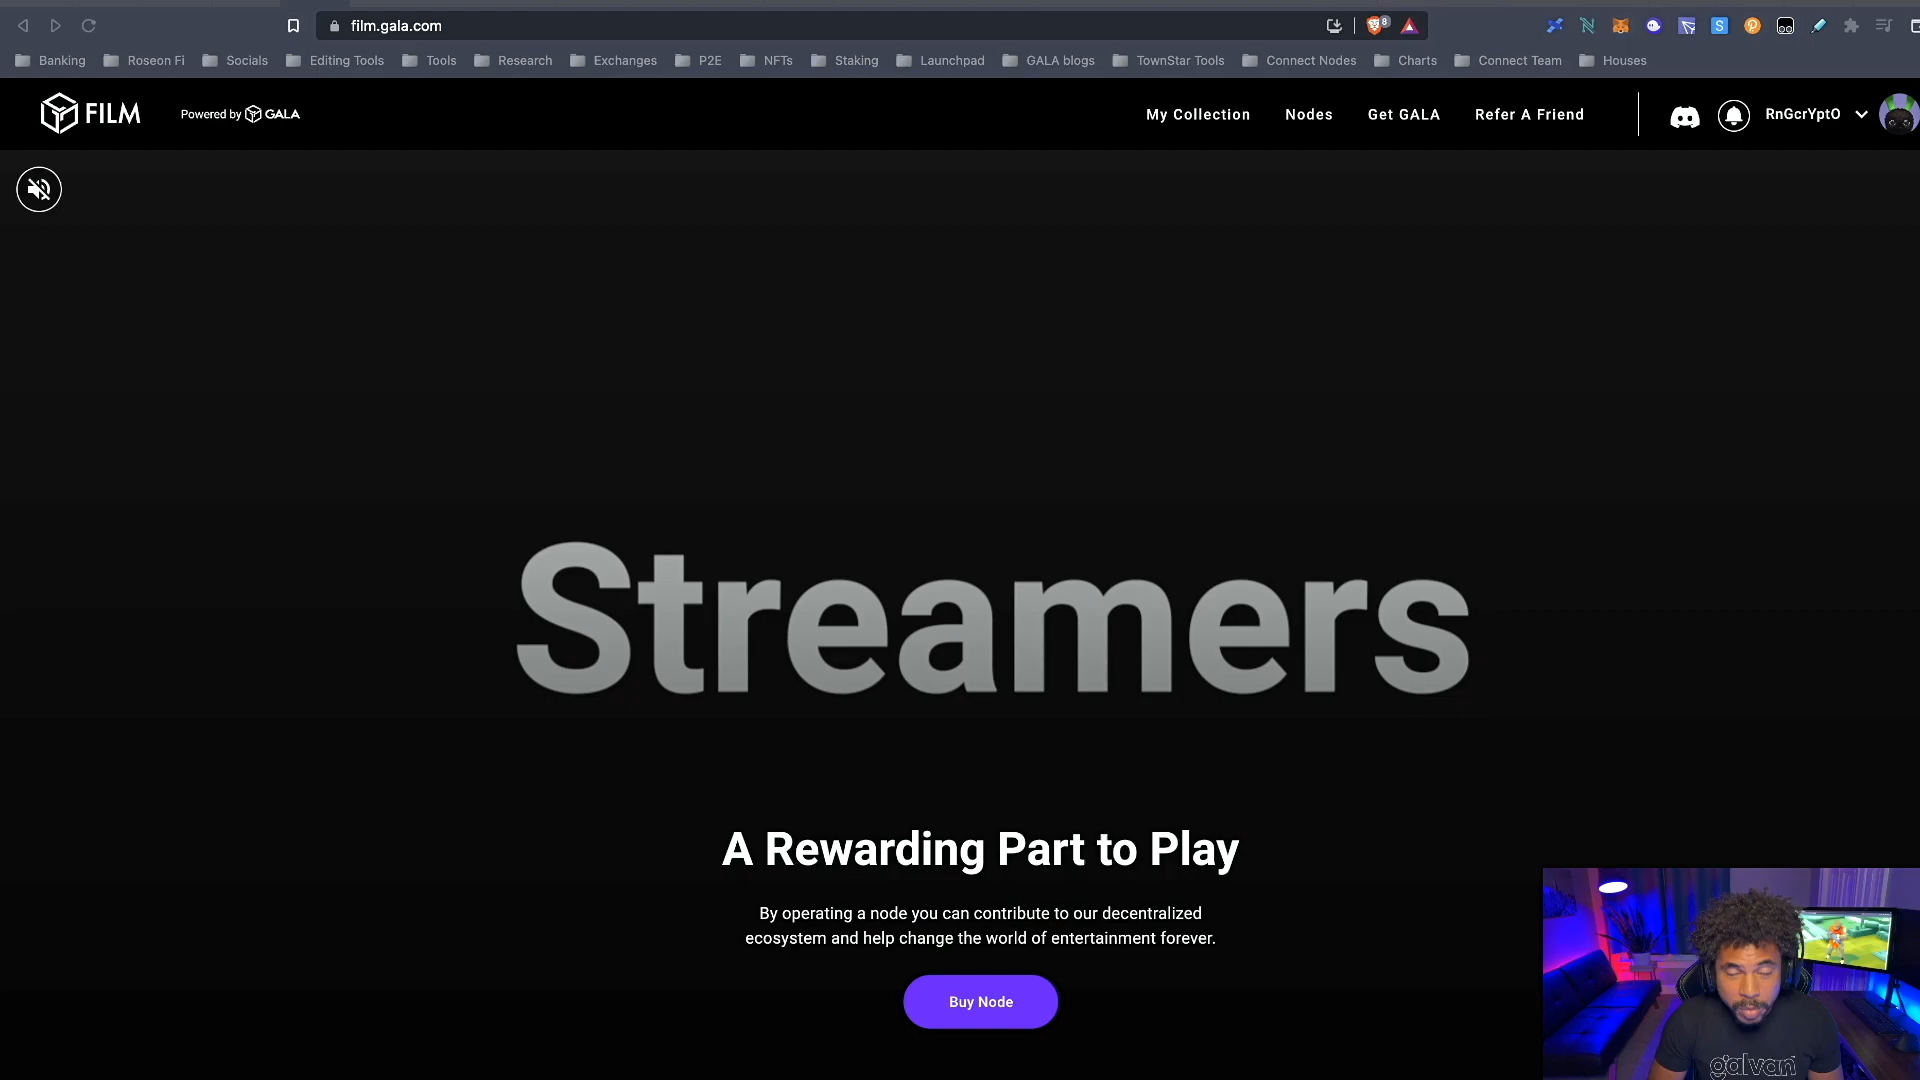 film.gala.com
8
Banking Roseon Fi Socials Editing Tools Tools Research Exchanges P2E NFTs Staking Launchpad GALA blogs TownStar Tools Connect Nodes Charts Connect Team Houses
FILM Powered by GALA My Collection Nodes Get GALA Refer A Friend RnGcrYptO
Streamers
A Rewarding Part to Play
By operating a node you can contribute to our decentralized
ecosystem and help change the world of entertainment forever.
Buy Node
galvan